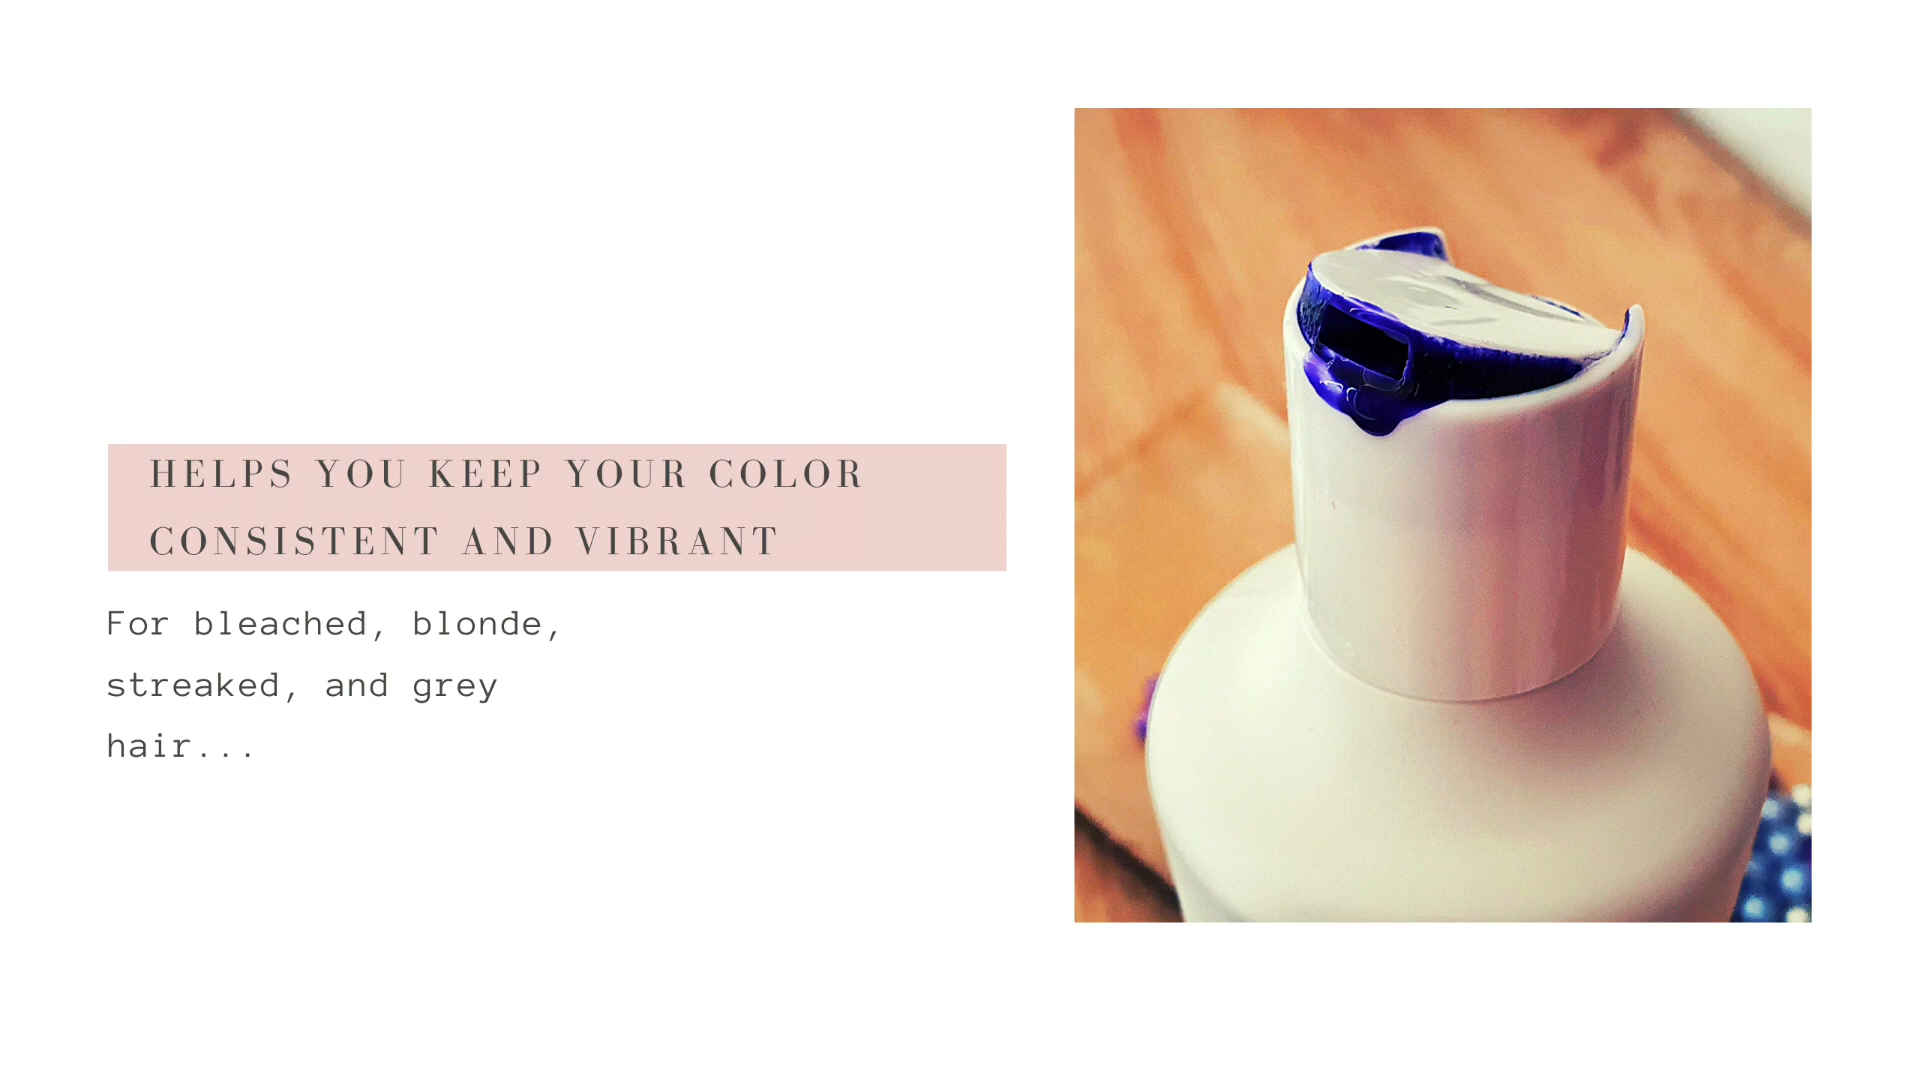 HELPS YOU KEEP YOUR COLOR
CONSISTENT AND VIBRANT
For bleached, blonde,
streaked, and grey
hair...